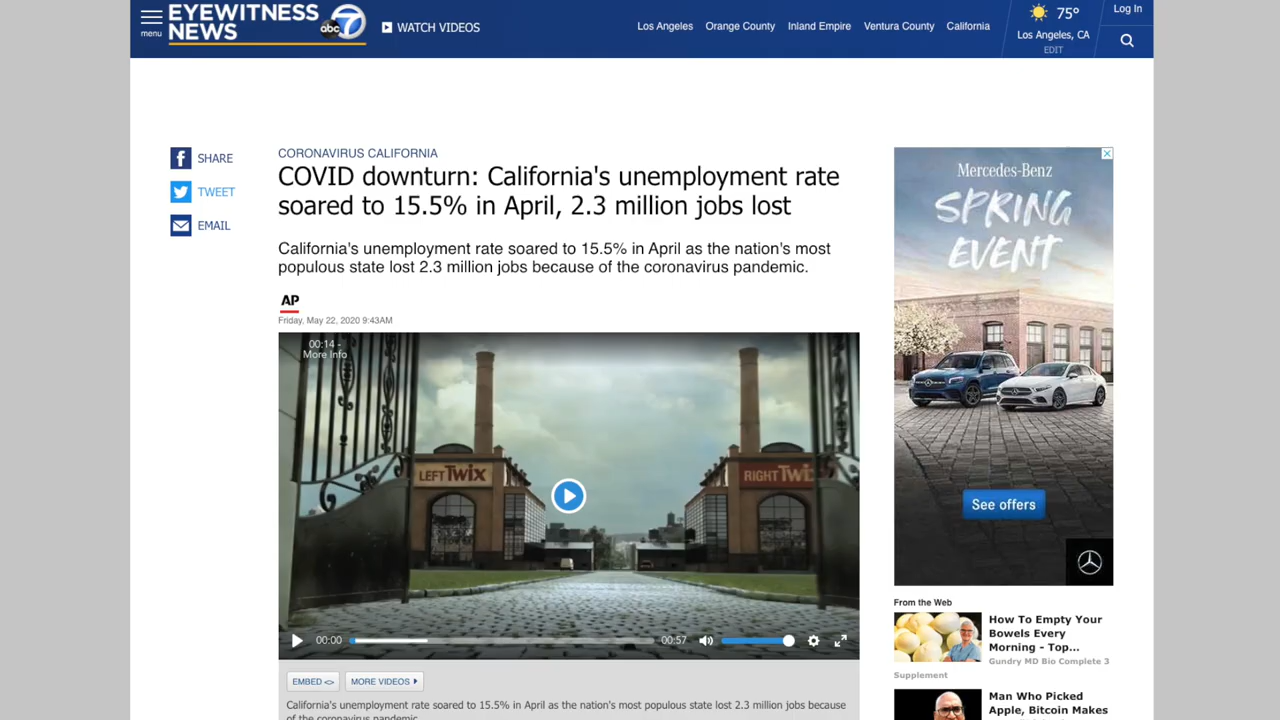 menu
EYEWITNESS
NEWS
abc 7
WATCH VIDEOS
Los Angeles
Orange County
Inland Empire
Ventura County
California
75°
Los Angeles, CA
EDIT
Log In
SHARE
TWEET
EMAIL
CORONAVIRUS CALIFORNIA
COVID downturn: California's unemployment rate
soared to 15.5% in April, 2.3 million jobs lost
California's unemployment rate soared to 15.5% in April as the nation's most
populous state lost 2.3 million jobs because of the coronavirus pandemic.
AP
Friday, May 22, 2020 9:43AM
00:14 -
More Info
LEFT TWIX
RIGHT TWI
00:00
00:57
EMBED <>
MORE VIDEOS
California's unemployment rate soared to 15.5% in April as the nation's most populous state lost 2.3 million jobs because
of the coronavirus pandemic.
Mercedes-Benz
SPRING
EVENT
See offers
From the Web
How To Empty Your
Bowels Every
Morning - Top...
Gundry MD Bio Complete 3
Supplement
Man Who Picked
Apple, Bitcoin Makes